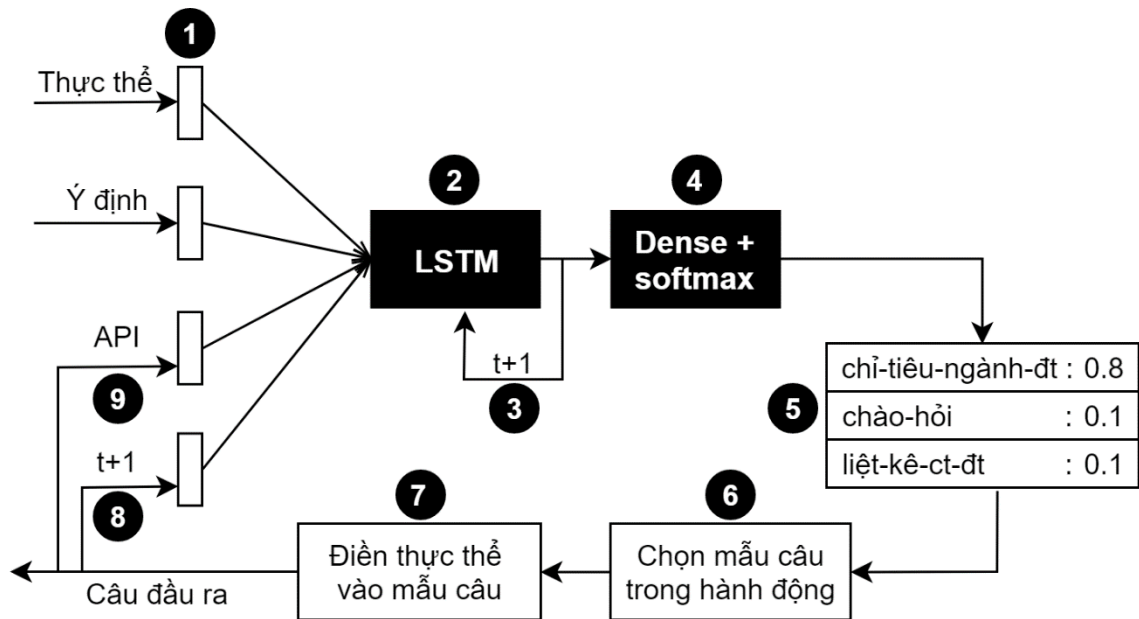 1
Thực thể
Ý định
2
4
LSTM
Dense +
softmax
API
9
t+1
3
t+1
8
5
chỉ-tiêu-ngành-đt : 0.8
chào-hỏi : 0.1
liệt-kê-ct-đt : 0.1
7
6
Điền thực thể
vào mẫu câu
Chọn mẫu câu
trong hành động
Câu đầu ra